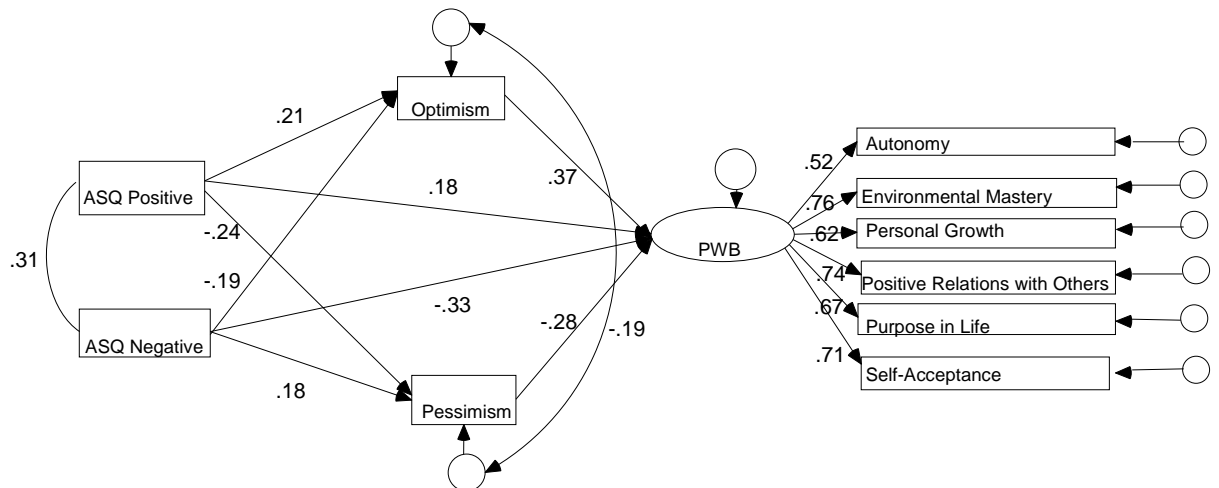 Optimism
.21
ASQ Positive
.18
.37
-.24
.31
-.19
-.33
ASQ Negative
.18
-.28
-.19
Pessimism
PWB
.52
Autonomy
.76
Environmental Mastery
.62
Personal Growth
.74
Positive Relations with Others
.67
Purpose in Life
.71
Self-Acceptance